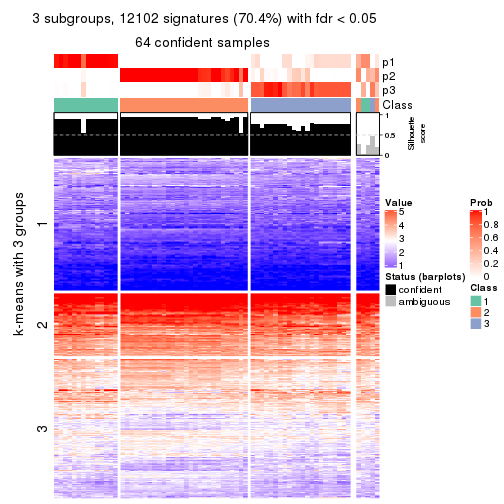 3 subgroups, 12102 signatures (70.4%) with fdr < 0.05
64 confident samples
p1
p2
p3
Class
1
0.5
0
Silhouette
score
k-means with 3 groups
1
2
3
Value
5
4
3
2
1
Status (barplots)
confident
ambiguous
Prob
1
0.8
0.6
0.4
0.2
0
Class
1
2
3